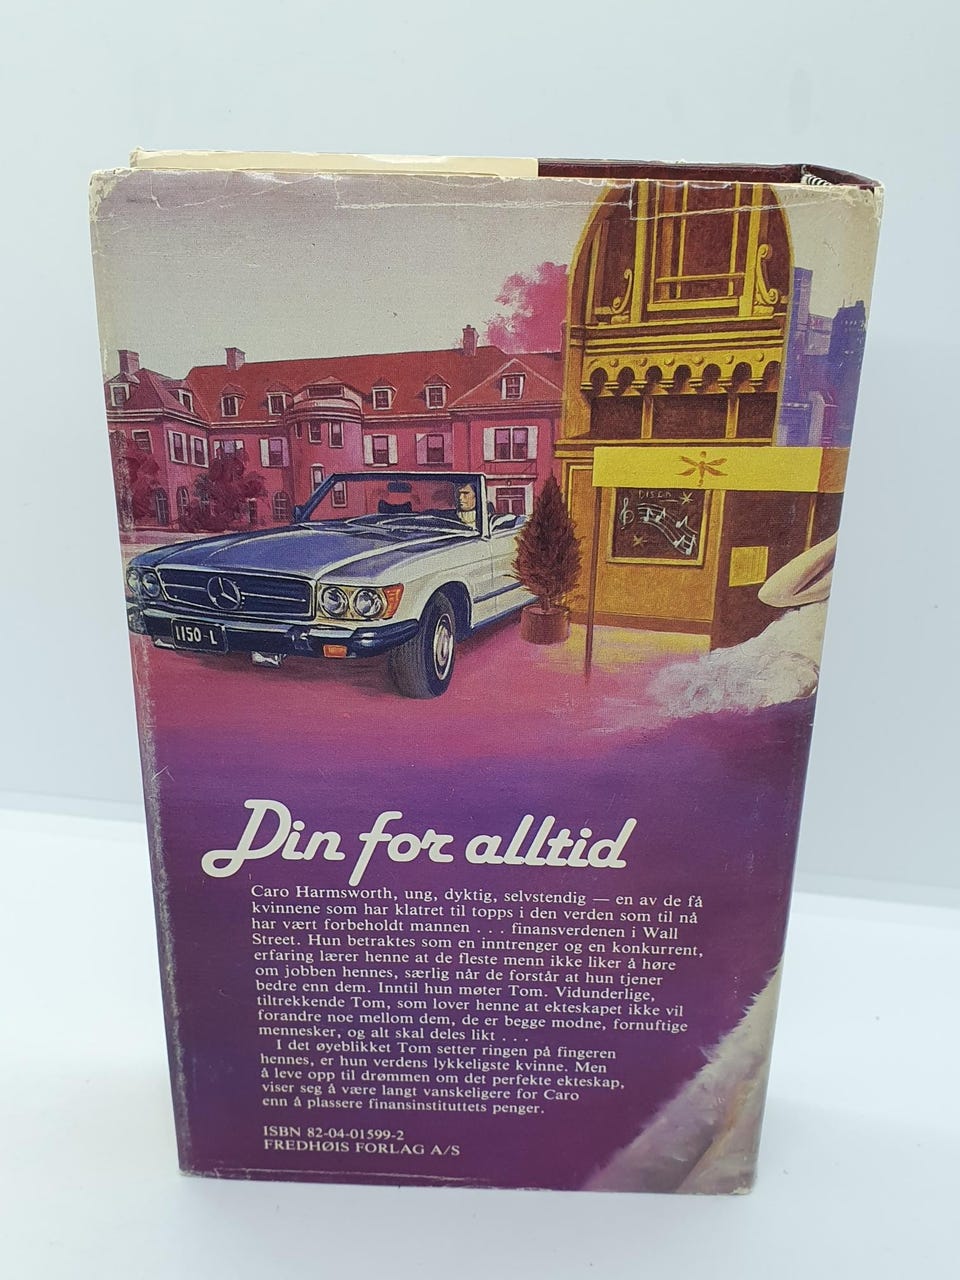 DISCO
1150-L
Din for alltid
Caro Harmsworth, ung, dyktig, selvstendig — en av de få
kvinnene som har klatret til topps i den verden som til nå
har vært forbeholdt mannen . . . finansverdenen i Wall
Street. Hun betraktes som en inntrenger og en konkurrent,
erfaring lærer henne at de fleste menn ikke liker å høre
om jobben hennes, særlig når de forstår at hun tjener
bedre enn dem. Inntil hun møter Tom. Vidunderlige,
tiltrekkende Tom, som lover henne at ekteskapet ikke vil
forandre noe mellom dem, de er begge modne, fornuftige
mennesker, og alt skal deles likt . . .
I det øyeblikket Tom setter ringen på fingeren
hennes, er hun verdens lykkeligste kvinne. Men
å leve opp til drømmen om det perfekte ekteskap,
viser seg å være langt vanskeligere for Caro
enn å plassere finansinstituttets penger.
ISBN 82-04-01599-2
FREDHØIS FORLAG A/S